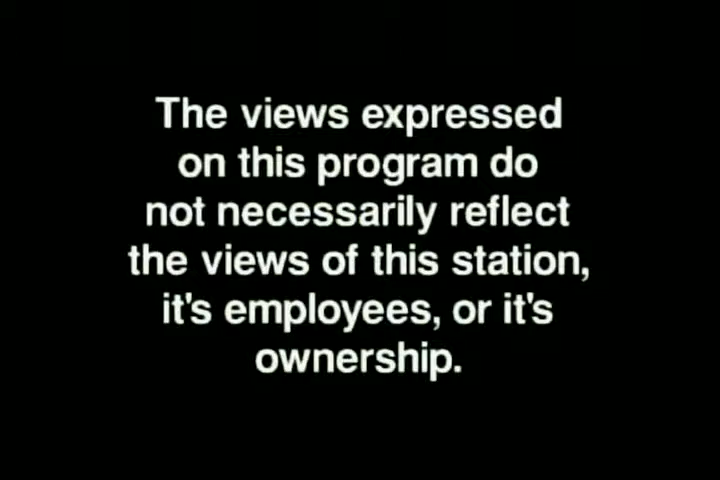 The views expressed
on this program do
not necessarily reflect
the views of this station,
it's employees, or it's
ownership.